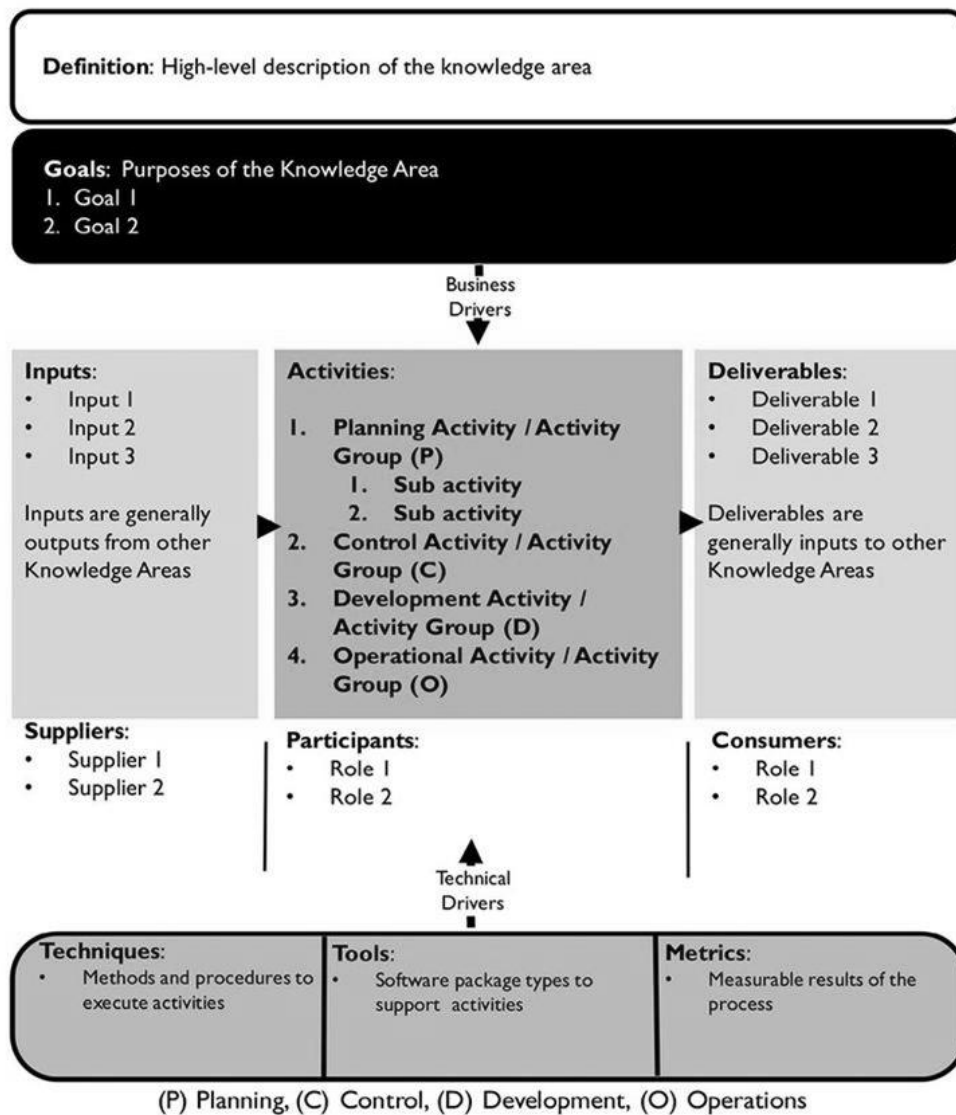 Definition: High-level description of the knowledge area
Goals: Purposes of the Knowledge Area
1. Goal 1
2. Goal 2
Business
Drivers
Inputs:
• Input 1
• Input 2
• Input 3
Inputs are generally
outputs from other
Knowledge Areas
Activities:
1. Planning Activity / Activity
Group (P)
1. Sub activity
2. Sub activity
2. Control Activity / Activity
Group (C)
3. Development Activity /
Activity Group (D)
4. Operational Activity / Activity
Group (O)
Deliverables:
• Deliverable 1
• Deliverable 2
• Deliverable 3
Deliverables are
generally inputs to other
Knowledge Areas
Suppliers:
• Supplier 1
• Supplier 2
Participants:
• Role 1
• Role 2
Consumers:
• Role 1
• Role 2
Technical
Drivers
Techniques:
• Methods and procedures to
execute activities
Tools:
• Software package types to
support activities
Metrics:
• Measurable results of the
process
(P) Planning, (C) Control, (D) Development, (O) Operations